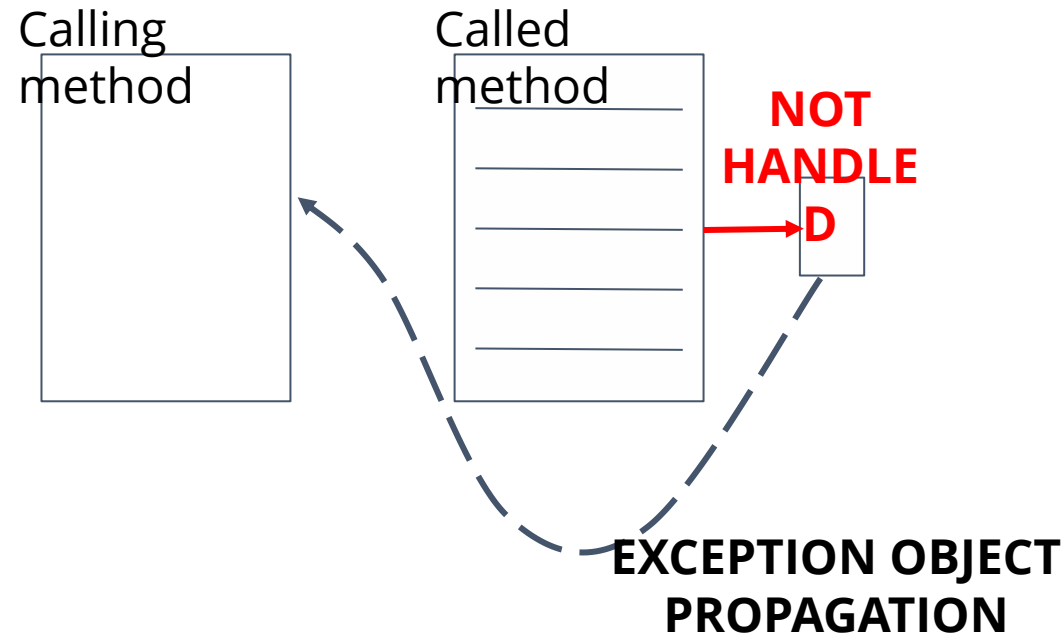 Calling
method
Called
method
NOT
HANDLE
D
EXCEPTION OBJECT
PROPAGATION